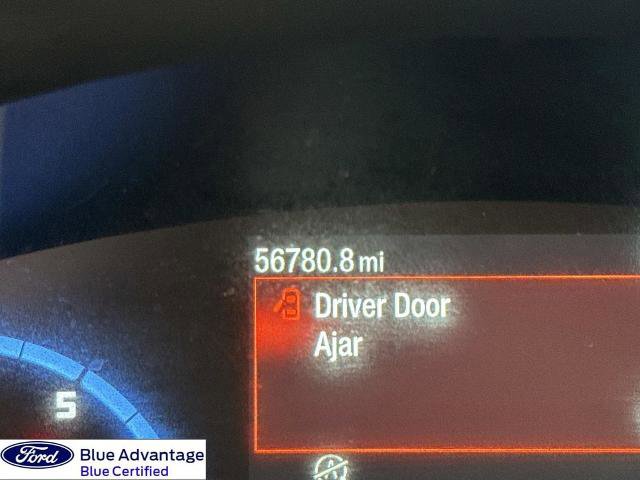 56780.8 mi
Driver Door
Ajar
5
Ford
Blue Advantage
Blue Certified